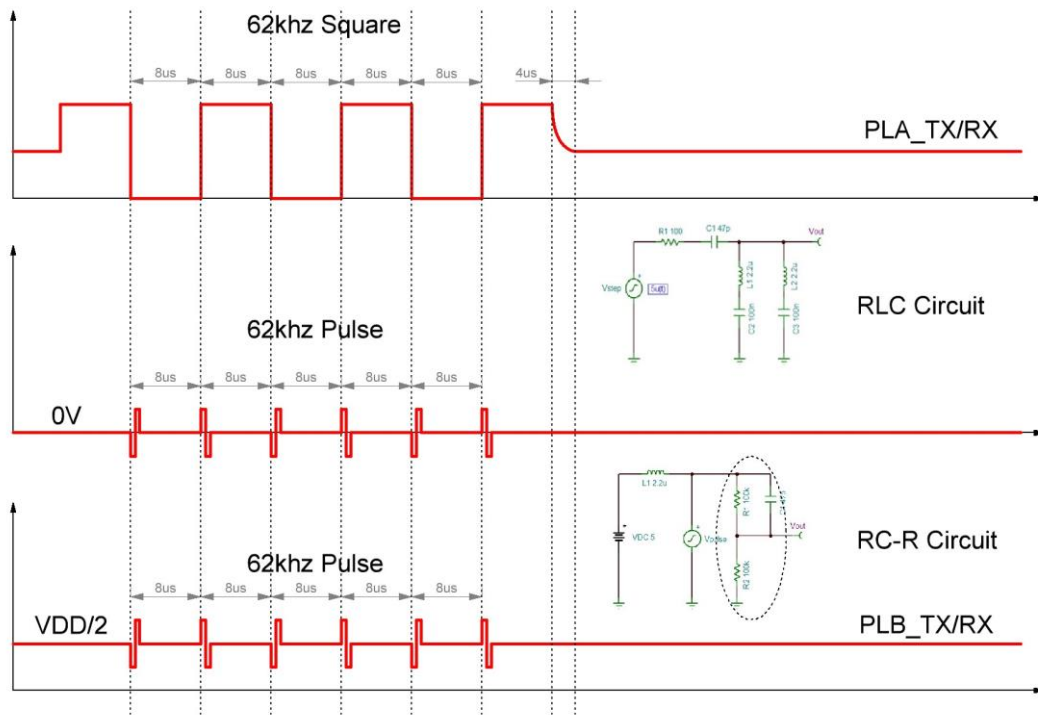 62khz Square
8us 8us 8us 8us 8us 4us
PLA_TX/RX
R1 100 C1 47p Vout
L1 2.2u L2 2.2u
Vstep 5u(t)
C2 100n C3 100n
RLC Circuit
62khz Pulse
8us 8us 8us 8us 8us
0V
L1 2.2u
R1 100k
VDC 5
Vout
R2 100k
RC-R Circuit
62khz Pulse
8us 8us 8us 8us 8us
VDD/2
PLB_TX/RX